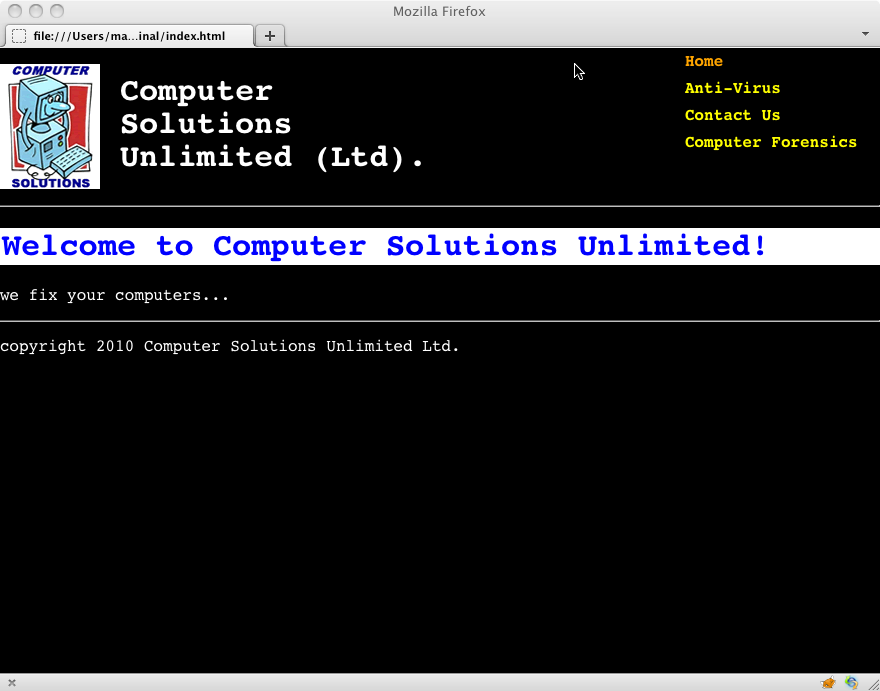 Mozilla Firefox
file:///Users/ma...inal/index.html
COMPUTER
SOLUTIONS
Computer
Solutions
Unlimited (Ltd).
Home
Anti-Virus
Contact Us
Computer Forensics
Welcome to Computer Solutions Unlimited!
we fix your computers...
copyright 2010 Computer Solutions Unlimited Ltd.